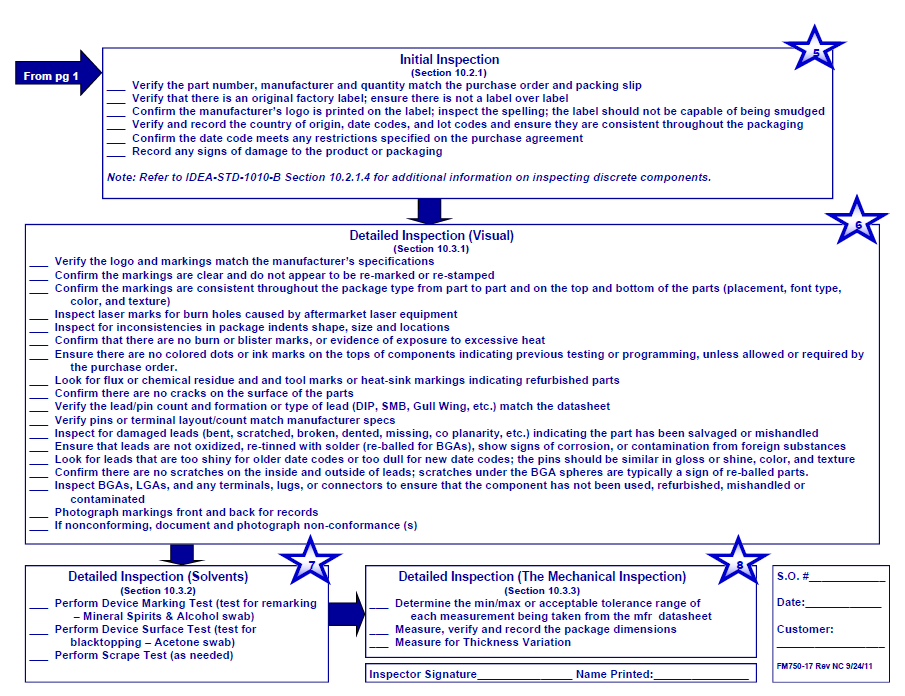 From pg 1
5
Initial Inspection
(Section 10.2.1)
___ Verify the part number, manufacturer and quantity match the purchase order and packing slip
___ Verify that there is an original factory label; ensure there is not a label over label
___ Confirm the manufacturer's logo is printed on the label; inspect the spelling; the label should not be capable of being smudged
___ Verify and record the country of origin, date codes, and lot codes and ensure they are consistent throughout the packaging
___ Confirm the date code meets any restrictions specified on the purchase agreement
___ Record any signs of damage to the product or packaging
Note: Refer to IDEA-STD-1010-B Section 10.2.1.4 for additional information on inspecting discrete components.
6
Detailed Inspection (Visual)
(Section 10.3.1)
___ Verify the logo and markings match the manufacturer's specifications
___ Confirm the markings are clear and do not appear to be re-marked or re-stamped
___ Confirm the markings are consistent throughout the package type from part to part and on the top and bottom of the parts (placement, font type,
color, and texture)
___ Inspect laser marks for burn holes caused by aftermarket laser equipment
___ Inspect for inconsistencies in package indents shape, size and locations
___ Confirm that there are no burn or blister marks, or evidence of exposure to excessive heat
___ Ensure there are no colored dots or ink marks on the tops of components indicating previous testing or programming, unless allowed or required by
the purchase order.
___ Look for flux or chemical residue and and tool marks or heat-sink markings indicating refurbished parts
___ Confirm there are no cracks on the surface of the parts
___ Verify the lead/pin count and formation or type of lead (DIP, SMB, Gull Wing, etc.) match the datasheet
___ Verify pins or terminal layout/count match manufacturer specs
___ Inspect for damaged leads (bent, scratched, broken, dented, missing, co planarity, etc.) indicating the part has been salvaged or mishandled
___ Ensure that leads are not oxidized, re-tinned with solder (re-balled for BGAs), show signs of corrosion, or contamination from foreign substances
___ Look for leads that are too shiny for older date codes or too dull for new date codes; the pins should be similar in gloss or shine, color, and texture
___ Confirm there are no scratches on the inside and outside of leads; scratches under the BGA spheres are typically a sign of re-balled parts.
___ Inspect BGAs, LGAs, and any terminals, lugs, or connectors to ensure that the component has not been used, refurbished, mishandled or
contaminated
___ Photograph markings front and back for records
___ If nonconforming, document and photograph non-conformance (s)
7
Detailed Inspection (Solvents)
(Section 10.3.2)
___ Perform Device Marking Test (test for remarking
– Mineral Spirits & Alcohol swab)
___ Perform Device Surface Test (test for
blacktopping – Acetone swab)
___ Perform Scrape Test (as needed)
8
Detailed Inspection (The Mechanical Inspection)
(Section 10.3.3)
___ Determine the min/max or acceptable tolerance range of
each measurement being taken from the mfr datasheet
___ Measure, verify and record the package dimensions
___ Measure for Thickness Variation
Inspector Signature_______________ Name Printed:_______________
S.O. #____________
Date:____________
Customer:
_________________
FM750-17 Rev NC 9/24/11